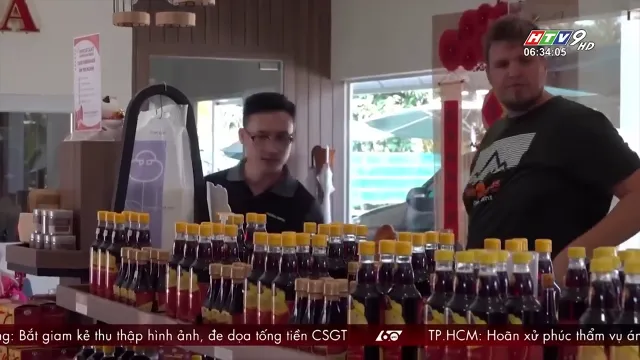 A
HTV9 HD
06:34:05
ng: Bắt giam kẻ thu thập hình ảnh, đe dọa tống tiền CSGT
TP.HCM: Hoãn xử phúc thẩm vụ á